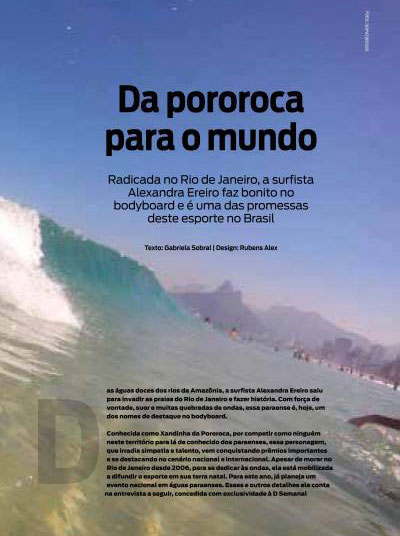 Da pororoca
para o mundo
Radicada no Rio de Janeiro, a surfista
Alexandra Ereiro faz bonito no
bodyboard e é uma das promessas
deste esporte no Brasil
Texto: Gabriela Sobral | Design: Rubens Alex
D
as águas doces dos rios da Amazônia, a surfista Alexandra Ereiro saiu
para invadir as praias do Rio de Janeiro e fazer história. Com força de
vontade, suor e muitas quebradas de ondas, essa paraense é, hoje, um
dos nomes de destaque no bodyboard.
Conhecida como Xandinha da Pororoca, por competir como ninguém
neste território para lá de conhecido dos paraenses, essa personagem,
que irradia simpatia e talento, vem conquistando prêmios importantes
e se destacando no cenário nacional e internacional. Apesar de morar no
Rio de Janeiro desde 2006, para se dedicar às ondas, ela está mobilizada
a difundir o esporte em sua terra natal. Para este ano, já planeja um
evento nacional em águas paraenses. Esses e outros detalhes ela conta
na entrevista a seguir, concedida com exclusividade à D Semanal